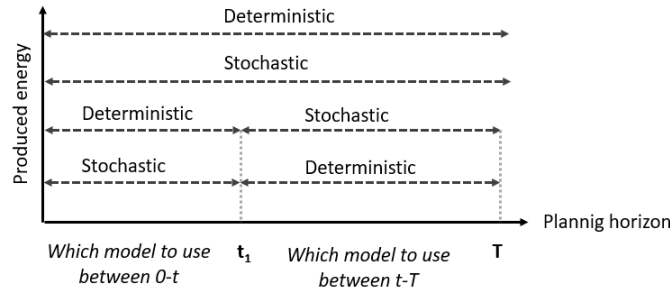 Deterministic
Stochastic
Deterministic
Stochastic
Stochastic
Deterministic
Produced energy
Plannig horizon
Which model to use
between 0-t
t₁
Which model to use
between t-T
T